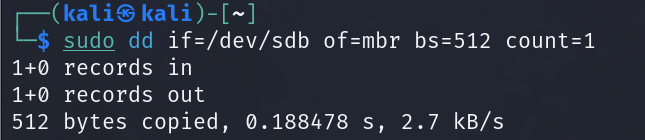 ┌──(kali㉿kali)-[~]
└─$ sudo dd if=/dev/sdb of=mbr bs=512 count=1
1+0 records in
1+0 records out
512 bytes copied, 0.188478 s, 2.7 kB/s